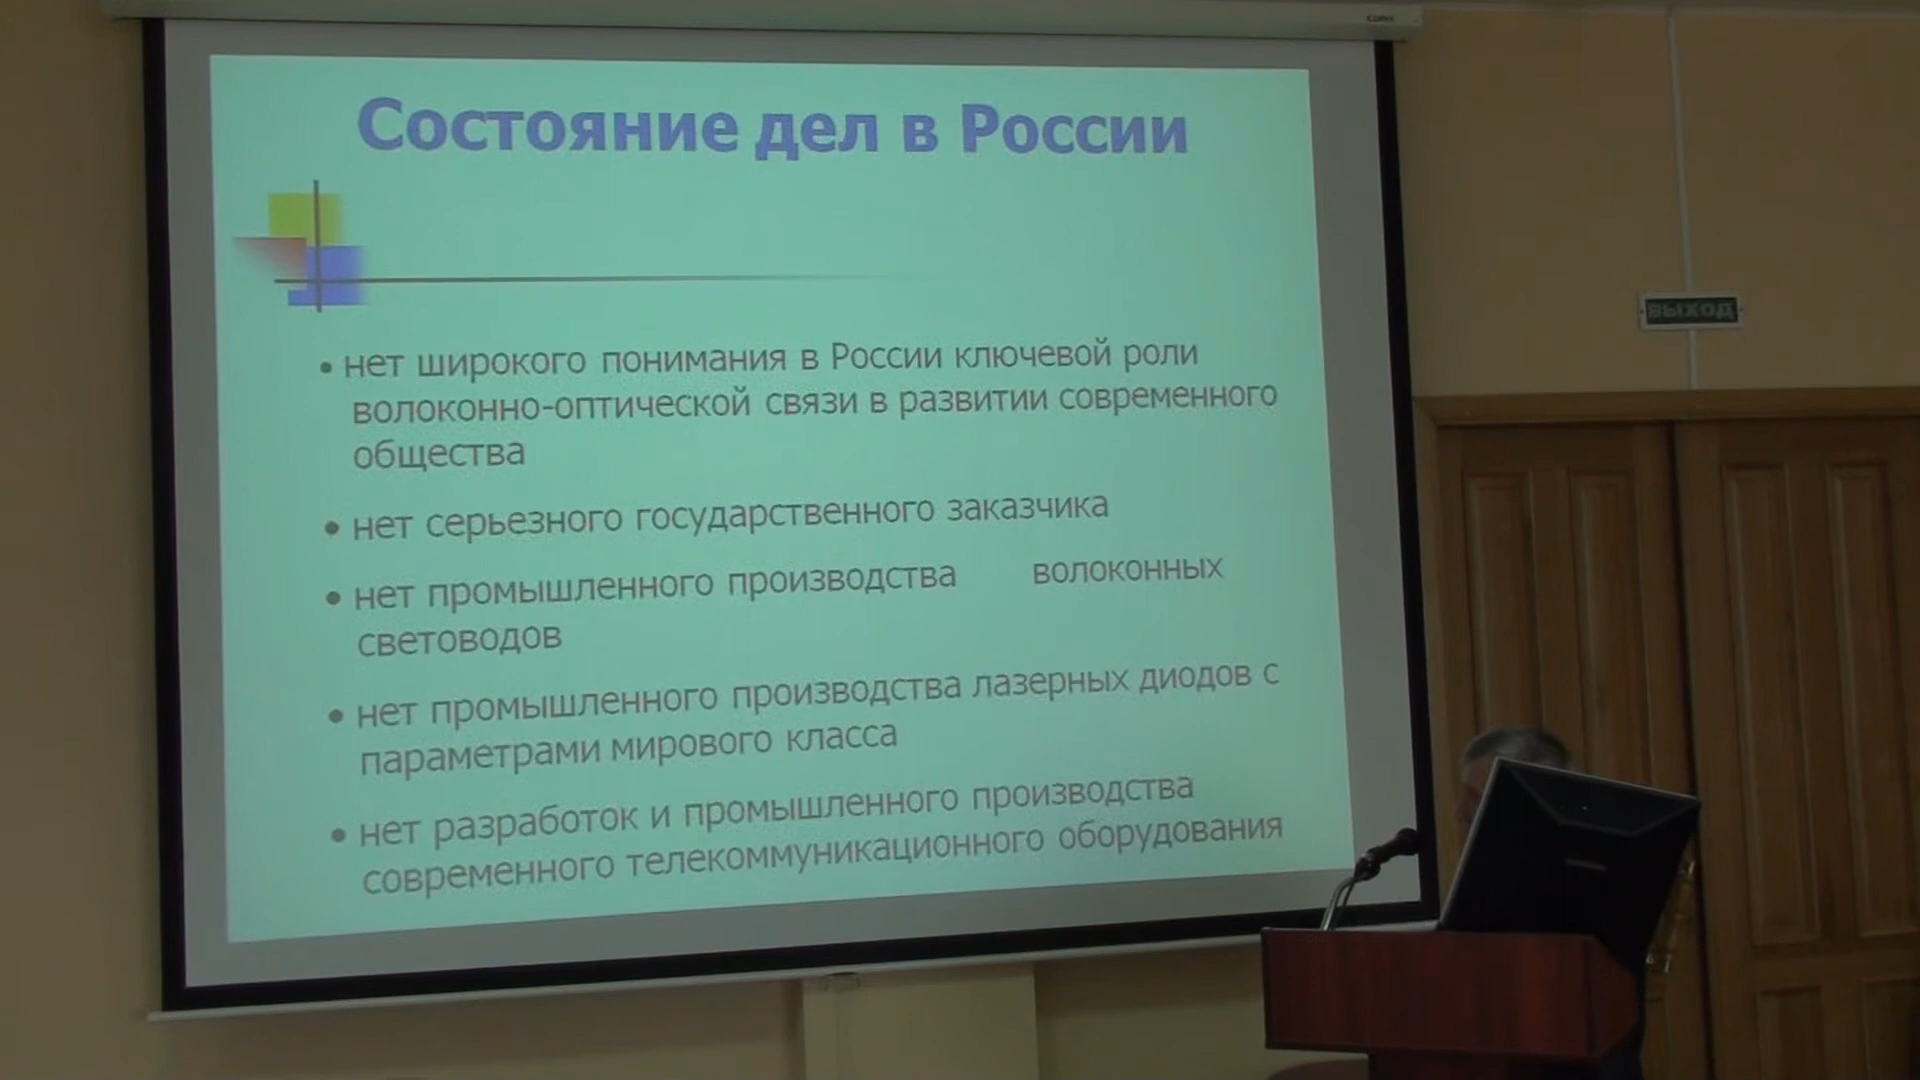 Состояние дел в России
• нет широкого понимания в России ключевой роли
волоконно-оптической связи в развитии современного
общества
• нет серьезного государственного заказчика
• нет промышленного производства волоконных
световодов
• нет промышленного производства лазерных диодов с
параметрами мирового класса
• нет разработок и промышленного производства
современного телекоммуникационного оборудования
ВЫХОД